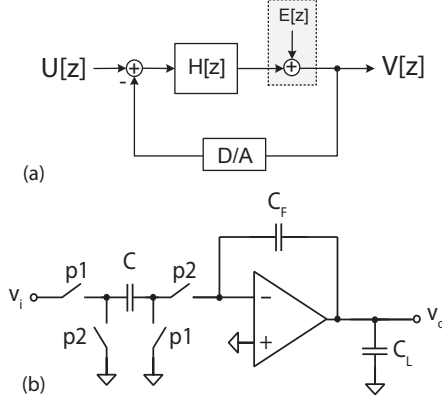 E[z]
U[z] + H[z] + V[z]
-
D/A
(a)
C_F
p1 C p2
v_i
p2 p1
- 
+
v_o
C_L
(b)